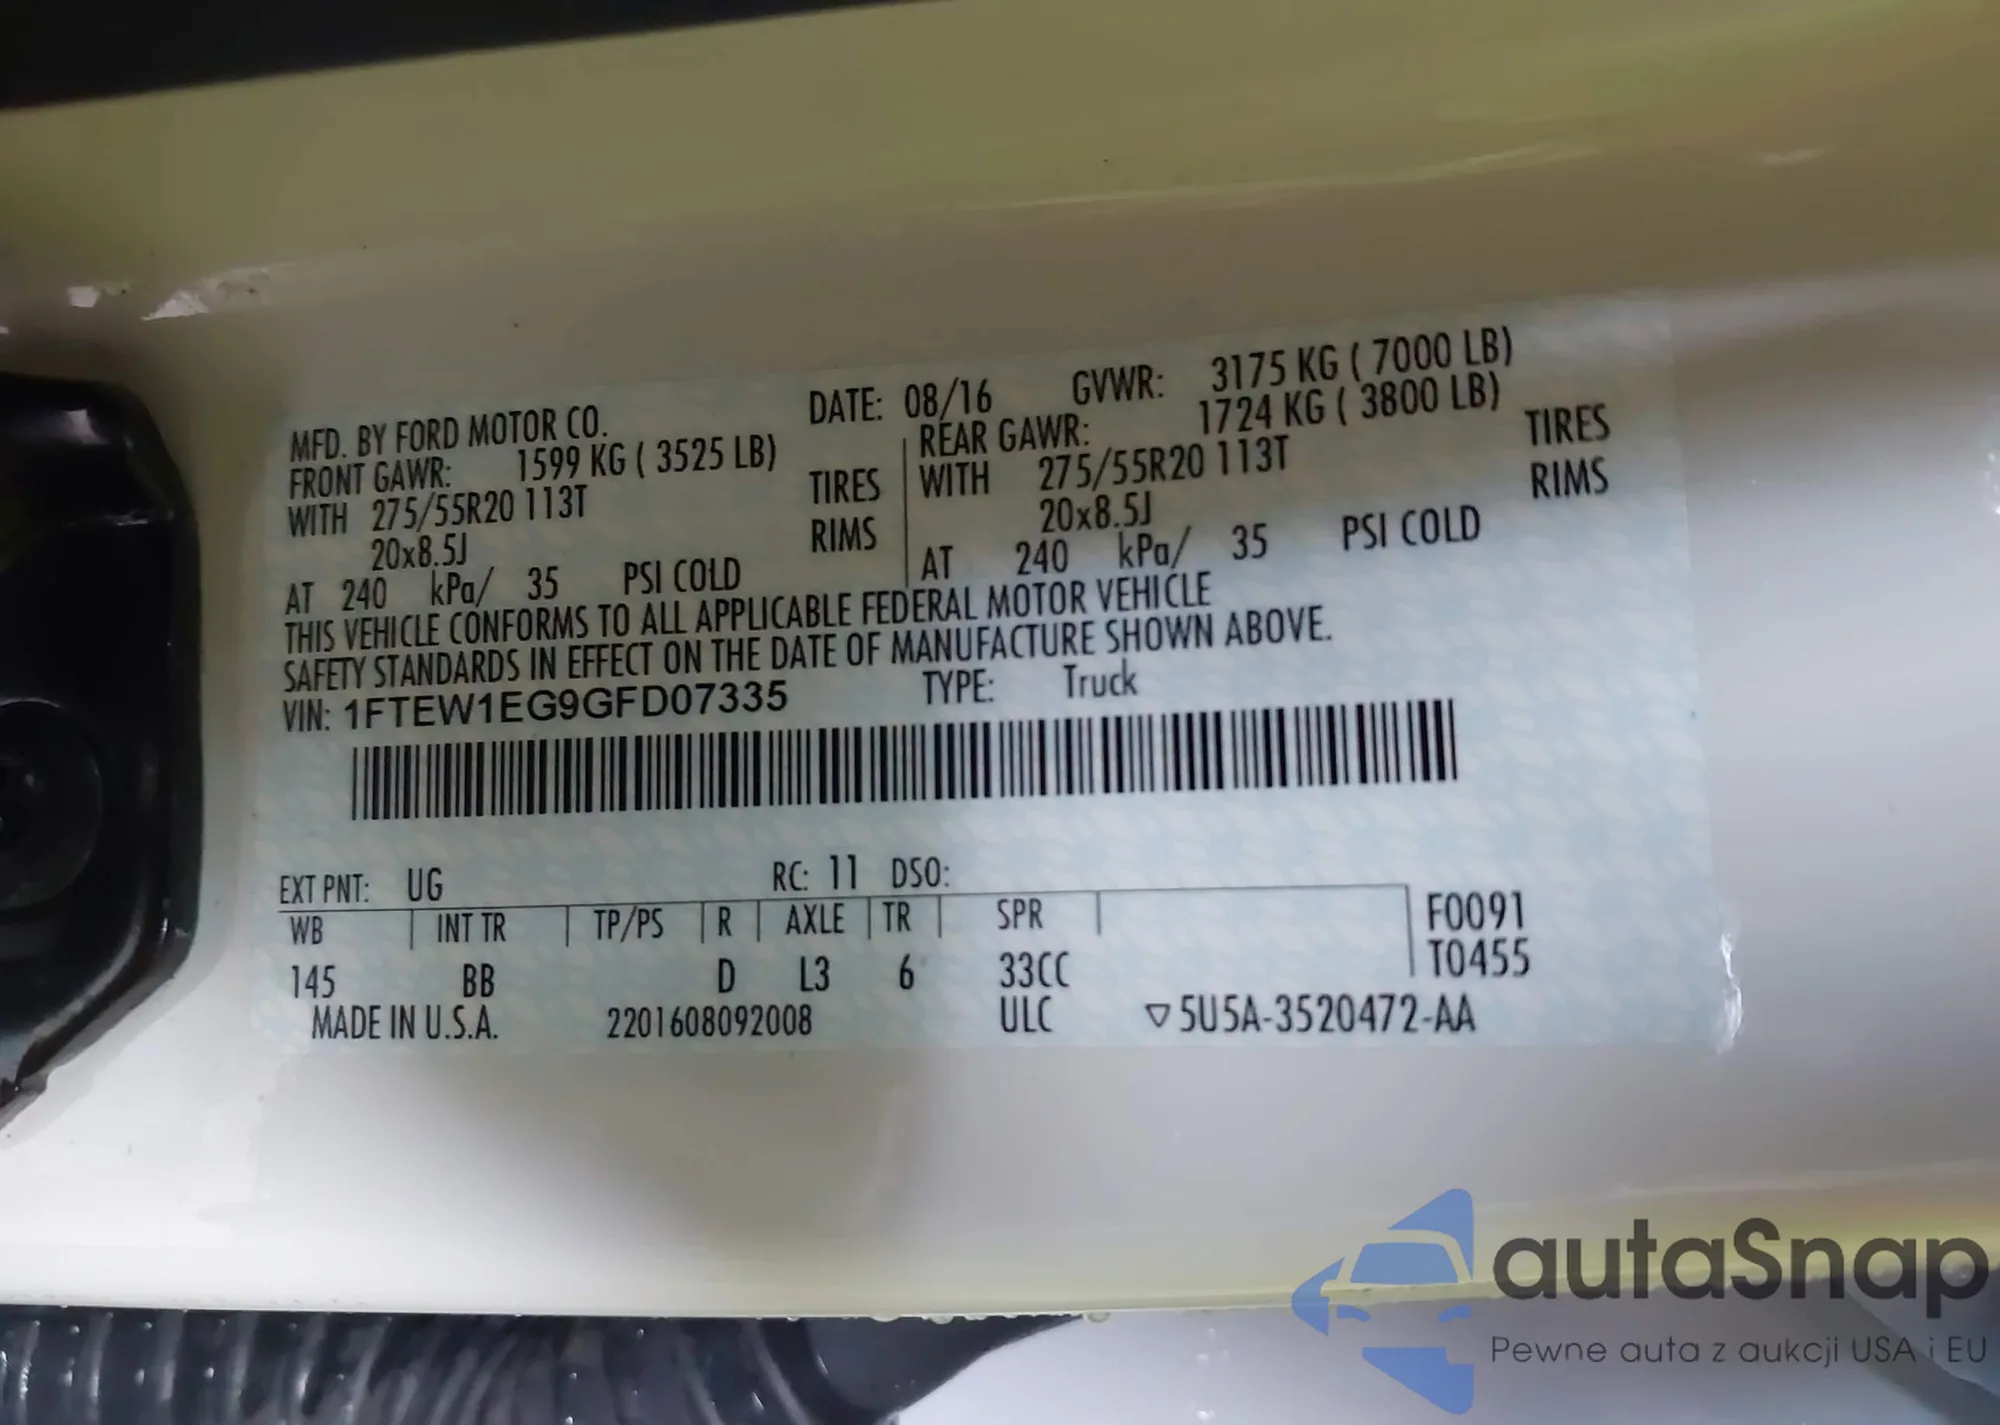 MFD. BY FORD MOTOR CO. DATE: 08/16 GVWR: 3175 KG ( 7000 LB)
FRONT GAWR: 1599 KG ( 3525 LB) REAR GAWR: 1724 KG ( 3800 LB)
WITH 275/55R20 113T TIRES WITH 275/55R20 113T TIRES
20x8.5J RIMS 20x8.5J RIMS
AT 240 kPa/ 35 PSI COLD AT 240 kPa/ 35 PSI COLD
THIS VEHICLE CONFORMS TO ALL APPLICABLE FEDERAL MOTOR VEHICLE
SAFETY STANDARDS IN EFFECT ON THE DATE OF MANUFACTURE SHOWN ABOVE.
VIN: 1FTEW1EG9GFD07335 TYPE: Truck
EXT PNT: UG RC: 11 DSO:
WB INT TR TP/PS R AXLE TR SPR F0091
145 BB D L3 6 33CC T0455
MADE IN U.S.A. 2201608092008 ULC ▽5U5A-3520472-AA
autaSnap
Pewne auta z aukcji USA i EU